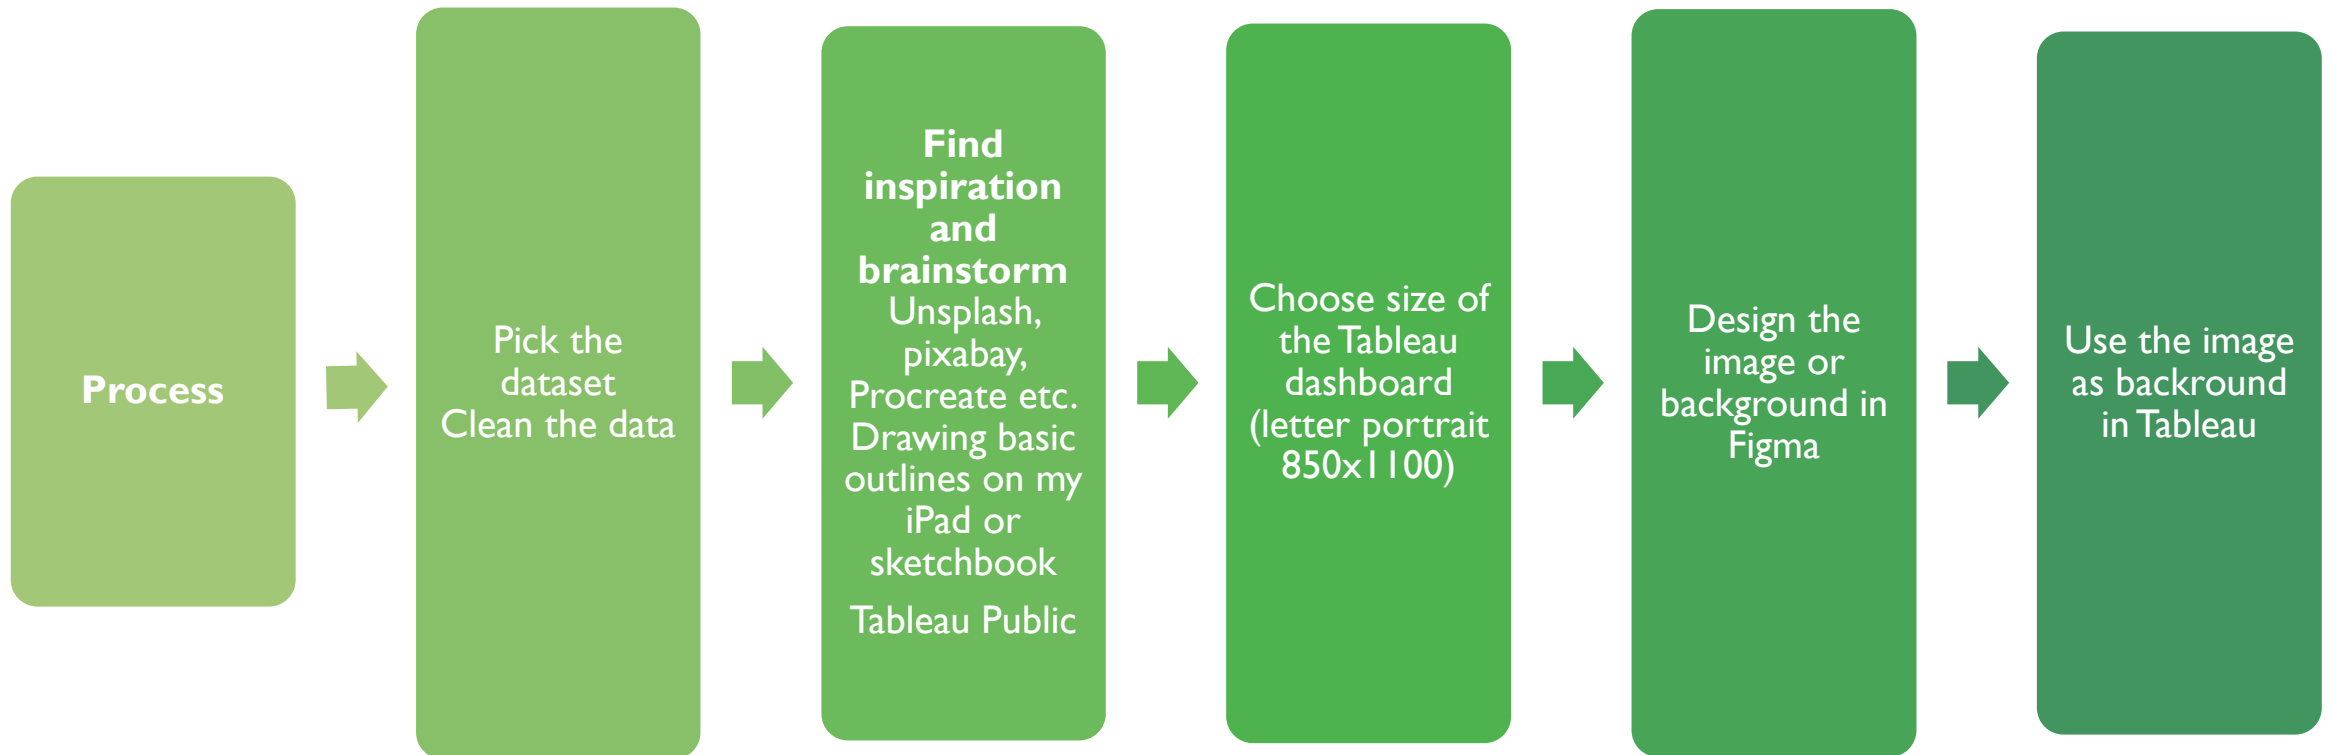 Process
Pick the
dataset
Clean the data
Find
inspiration
and
brainstorm
Unsplash,
pixabay,
Procreate etc.
Drawing basic
outlines on my
iPad or
sketchbook
Tableau Public
Choose size of
the Tableau
dashboard
(letter portrait
850x1100)
Design the
image or
background in
Figma
Use the image
as backround
in Tableau